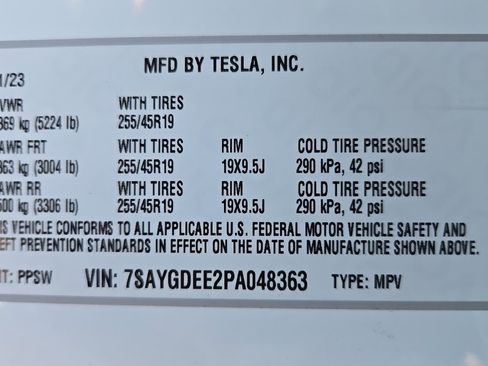 MFD BY TESLA, INC.
1/23
VWR WITH TIRES
369 kg (5224 lb) 255/45R19
AWR FRT WITH TIRES RIM COLD TIRE PRESSURE
363 kg (3004 lb) 255/45R19 19X9.5J 290 kPa, 42 psi
AWR RR WITH TIRES RIM COLD TIRE PRESSURE
500 kg (3306 lb) 255/45R19 19X9.5J 290 kPa, 42 psi
IS VEHICLE CONFORMS TO ALL APPLICABLE U.S. FEDERAL MOTOR VEHICLE SAFETY AND
EFT PREVENTION STANDARDS IN EFFECT ON THE DATE OF MANUFACTURE SHOWN ABOVE.
NT: PPSW VIN: 7SAYGDEE2PA048363 TYPE: MPV